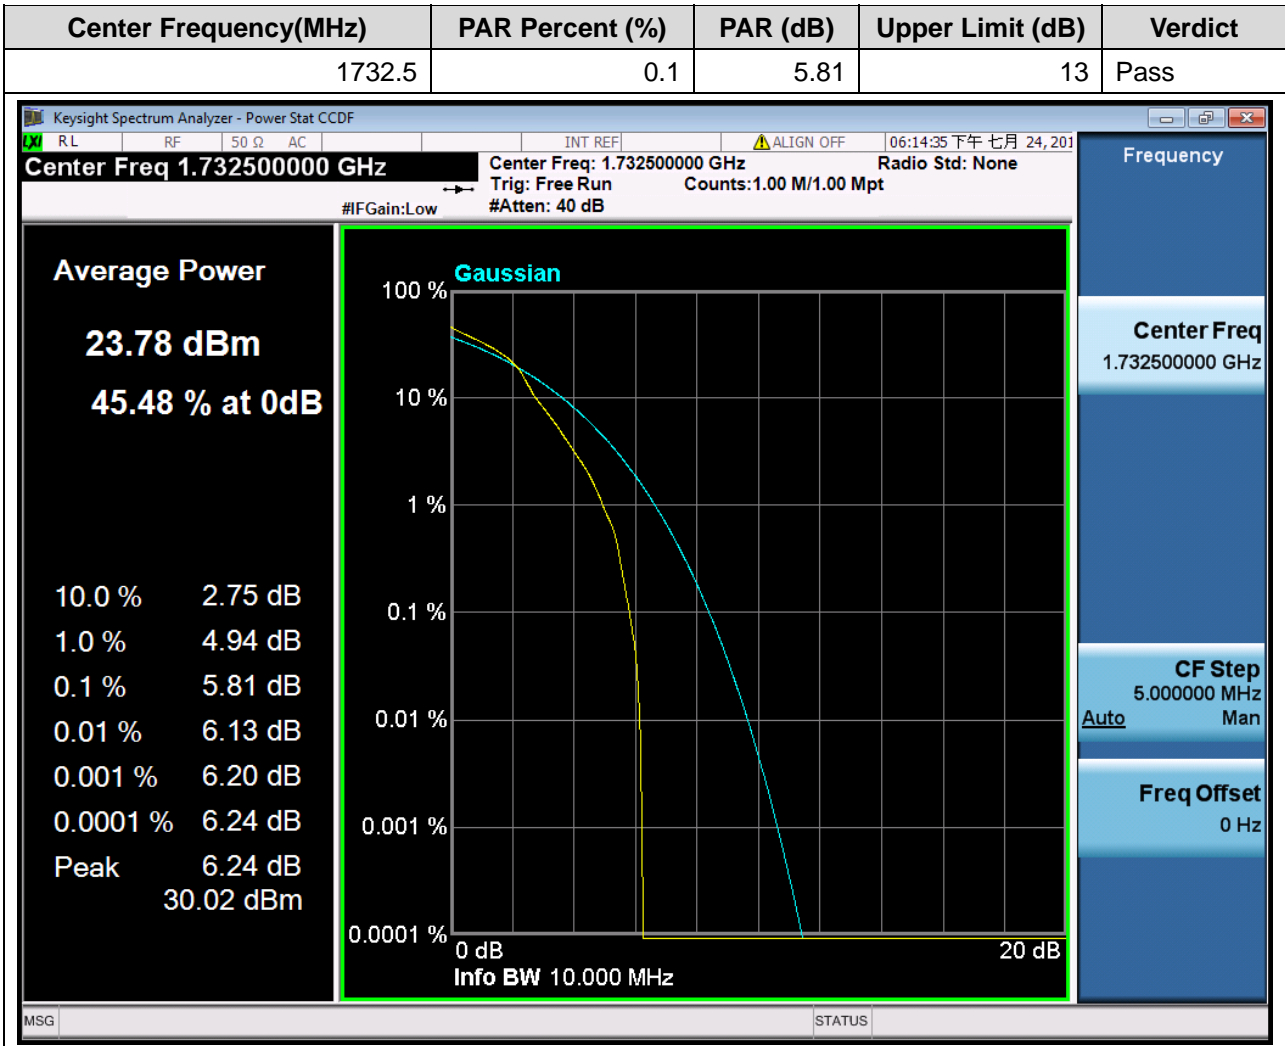 Center Frequency(MHz) PAR Percent (%) PAR (dB) Upper Limit (dB) Verdict
1732.5 0.1 5.81 13 Pass
Keysight Spectrum Analyzer - Power Stat CCDF
LXI RL RF 50 Ω AC INT REF ALIGN OFF 06:14:35 下午 七月 24, 201
Center Freq 1.732500000 GHz
Center Freq: 1.732500000 GHz Radio Std: None
Trig: Free Run Counts:1.00 M/1.00 Mpt
#IFGain:Low #Atten: 40 dB
Average Power
23.78 dBm
45.48 % at 0dB
10.0 % 2.75 dB
1.0 % 4.94 dB
0.1 % 5.81 dB
0.01 % 6.13 dB
0.001 % 6.20 dB
0.0001 % 6.24 dB
Peak 6.24 dB
30.02 dBm
Gaussian
100 %
10 %
1 %
0.1 %
0.01 %
0.001 %
0.0001 %
0 dB 20 dB
Info BW 10.000 MHz
Frequency
Center Freq
1.732500000 GHz
CF Step
5.000000 MHz
Auto Man
Freq Offset
0 Hz
MSG STATUS